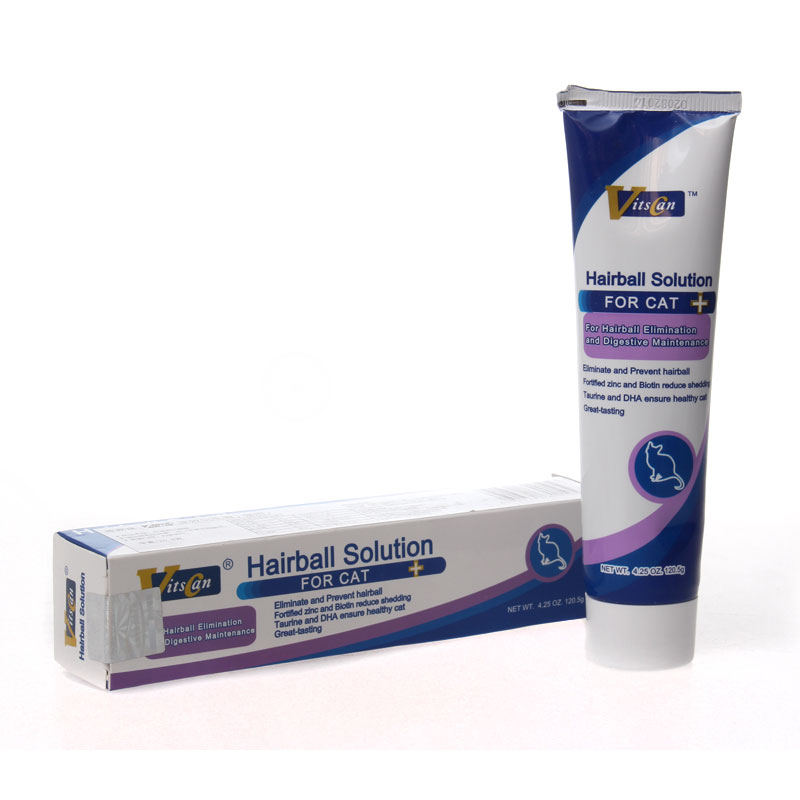 02082017
VitsCan™
Hairball Solution
FOR CAT +
For Hairball Elimination
and Digestive Maintenance
Eliminate and Prevent hairball
Fortified zinc and Biotin reduce shedding
Taurine and DHA ensure healthy cat
Great-tasting
NET WT. 4.25 OZ. 120.5g
VitsCan®
Hairball Solution
FOR CAT +
Hairball Elimination
Digestive Maintenance
Eliminate and Prevent hairball
Fortified zinc and Biotin reduce shedding
Taurine and DHA ensure healthy cat
Great-tasting
NET WT. 4.25 OZ. 120.5g
VitsCan
Hairball Solution